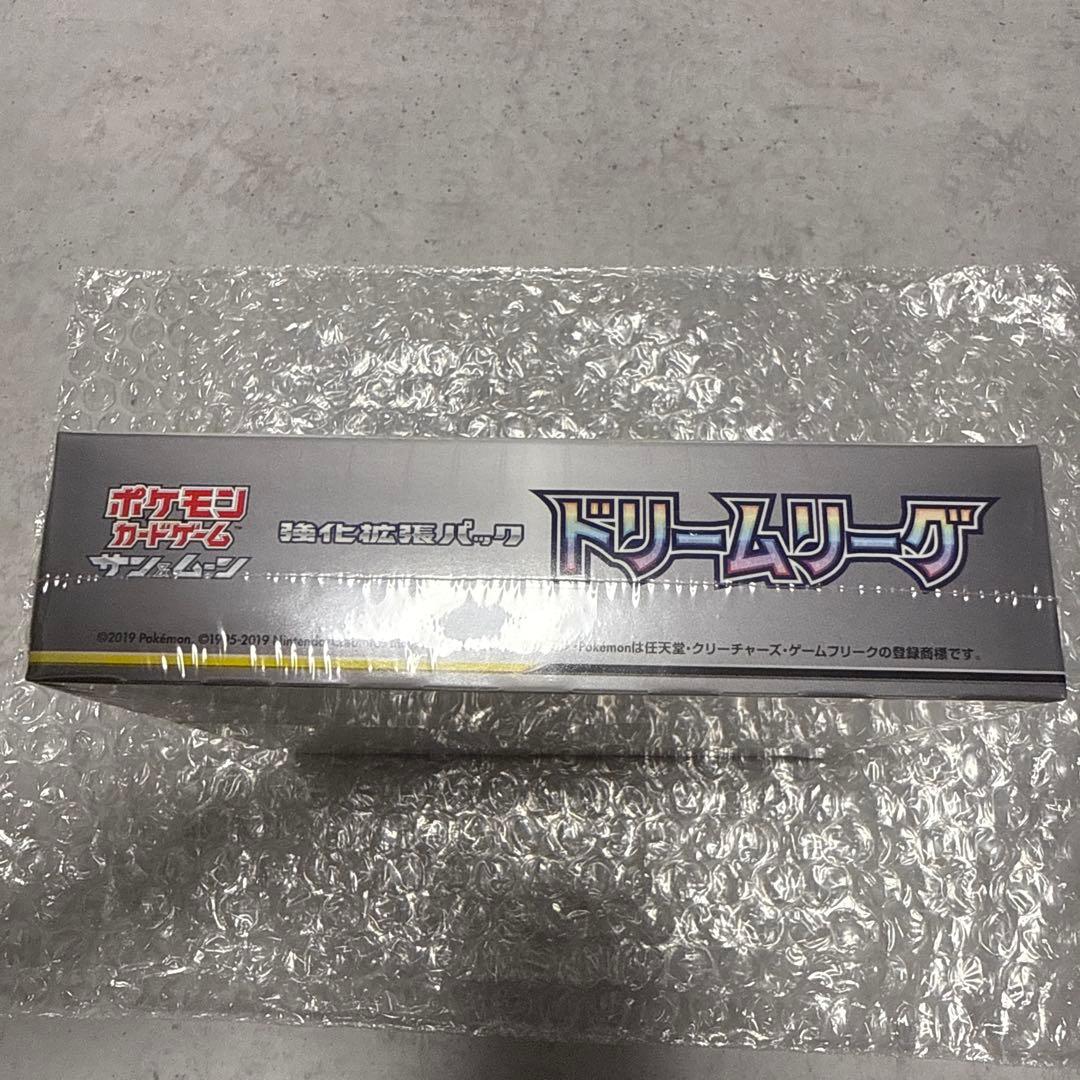 ポケモン
カードゲーム
サン&ムーン
強化拡張パック
ドリームリーグ
©2019 Pokémon. ©1995-2019 Nintendo
Pokémonは任天堂・クリーチャーズ・ゲームフリークの登録商標です。